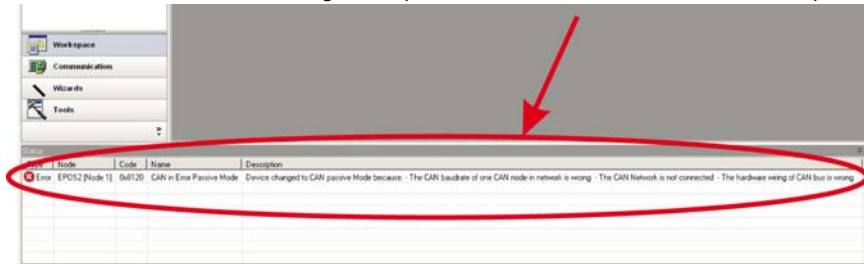 Workspace
Communication
Wizards
Tools
Status
Type Node Code Name Description
Error EPOS2 [Node 1] 0x8120 CAN in Error Passive Mode Device changed to CAN passive Mode because: - The CAN baudrate of one CAN node in network is wrong - The CAN Network is not connected - The hardware wiring of CAN bus is wrong